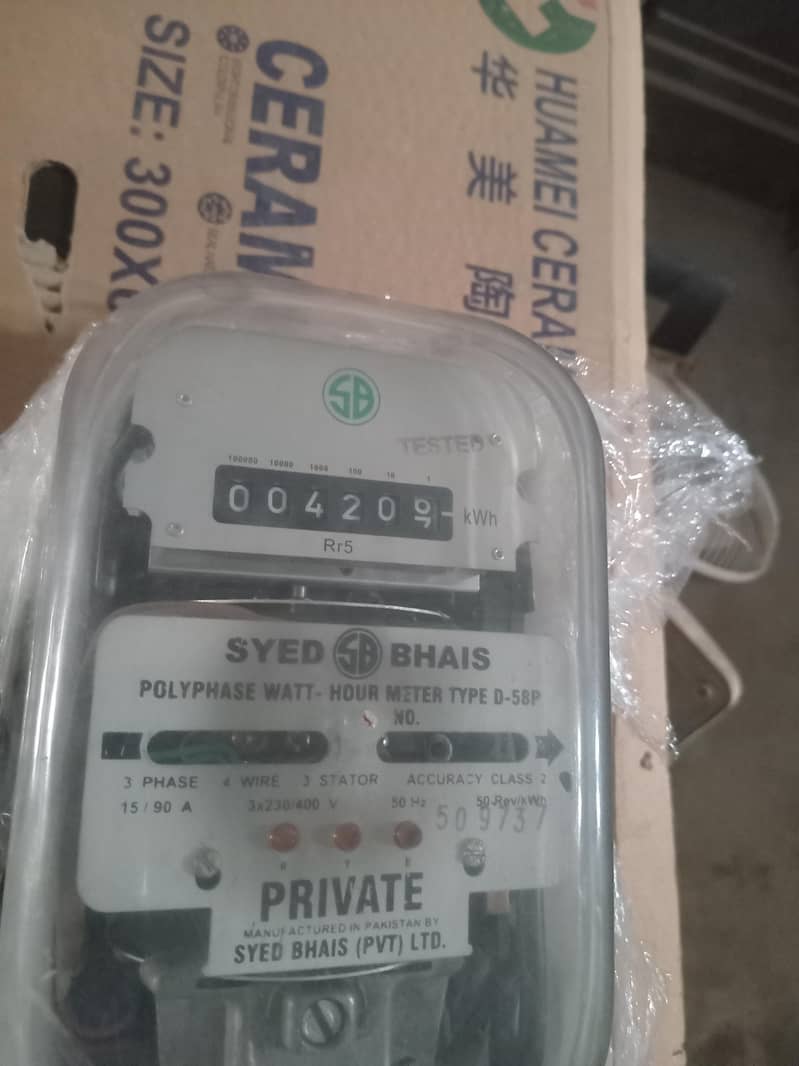 SIZE: 300X
CERAM
HUAMEI CERA
华美陶
SB
TESTED
100000 10000 1000 100 10 1
004209 kWh
Rr5
SYED SB BHAIS
POLYPHASE WATT-HOUR METER TYPE D-58P
NO.
3 PHASE 4 WIRE 3 STATOR ACCURACY CLASS 2
15/90 A 3x230/400 V 50 Hz 50 Rev/kWh
509737
R Y B
PRIVATE
MANUFACTURED IN PAKISTAN BY
SYED BHAIS (PVT) LTD.